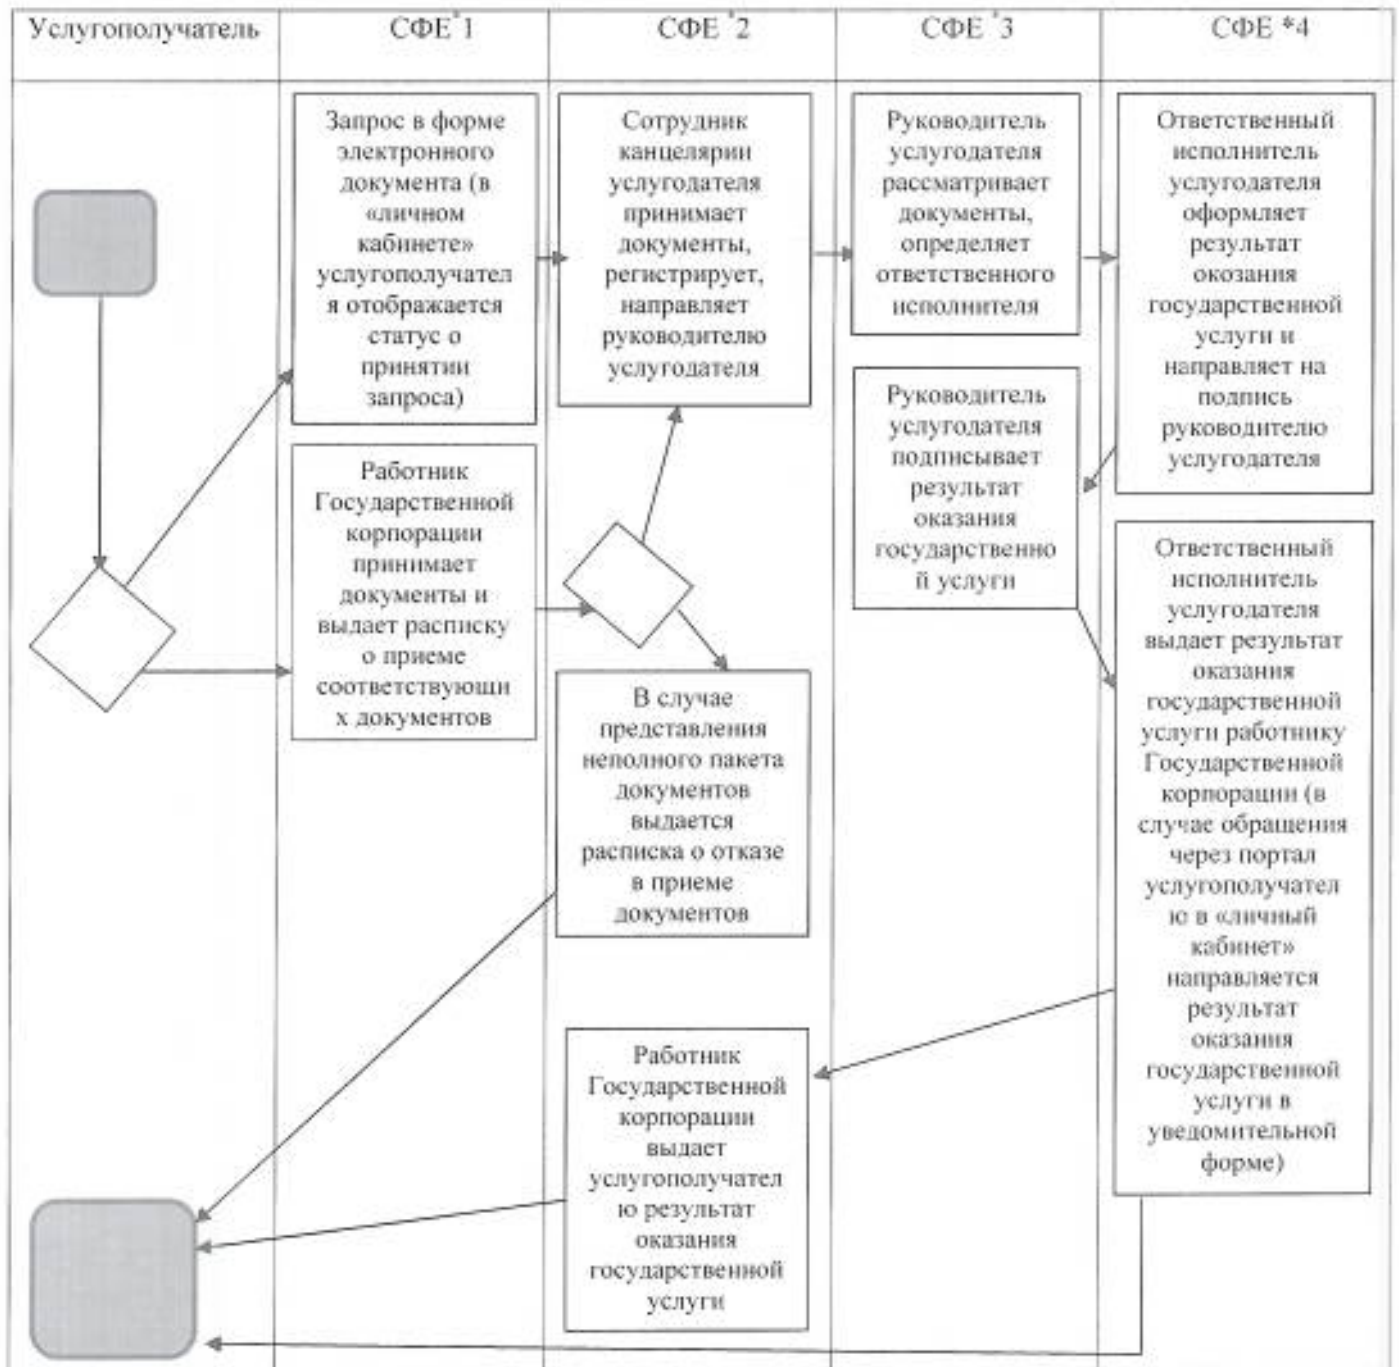 Услугополучатель
СФЕ*1
СФЕ *2
СФЕ *3
СФЕ *4
Запрос в форме
электронного
документа (в
«личном
кабинете»
услугополучател
я отображается
статус о
принятии
запроса)
Работник
Государственной
корпорации
принимает
документы и
выдает расписку
о приеме
соответствующи
х документов
Сотрудник
канцелярии
услугодателя
принимает
документы,
регистрирует,
направляет
руководителю
услугодателя
В случае
представления
неполного пакета
документов
выдается
расписка о отказе
в приеме
документов
Работник
Государственной
корпорации
выдает
услугополучател
ю результат
оказания
государственной
услуги
Руководитель
услугодателя
рассматривает
документы,
определяет
ответственного
исполнителя
Руководитель
услугодателя
подписывает
результат
оказания
государственно
й услуги
Ответственный
исполнитель
услугодателя
оформляет
результат
окозания
государственной
услуги и
направляет на
подпись
руководителю
услугодателя
Ответственный
исполнитель
услугодателя
выдает результат
оказания
государственной
услуги работнику
Государственной
корпорации (в
случае обращения
через портал
услугополучател
ю в «личный
кабинет»
направляется
результат
оказания
государственной
услуги в
уведомительной
форме)